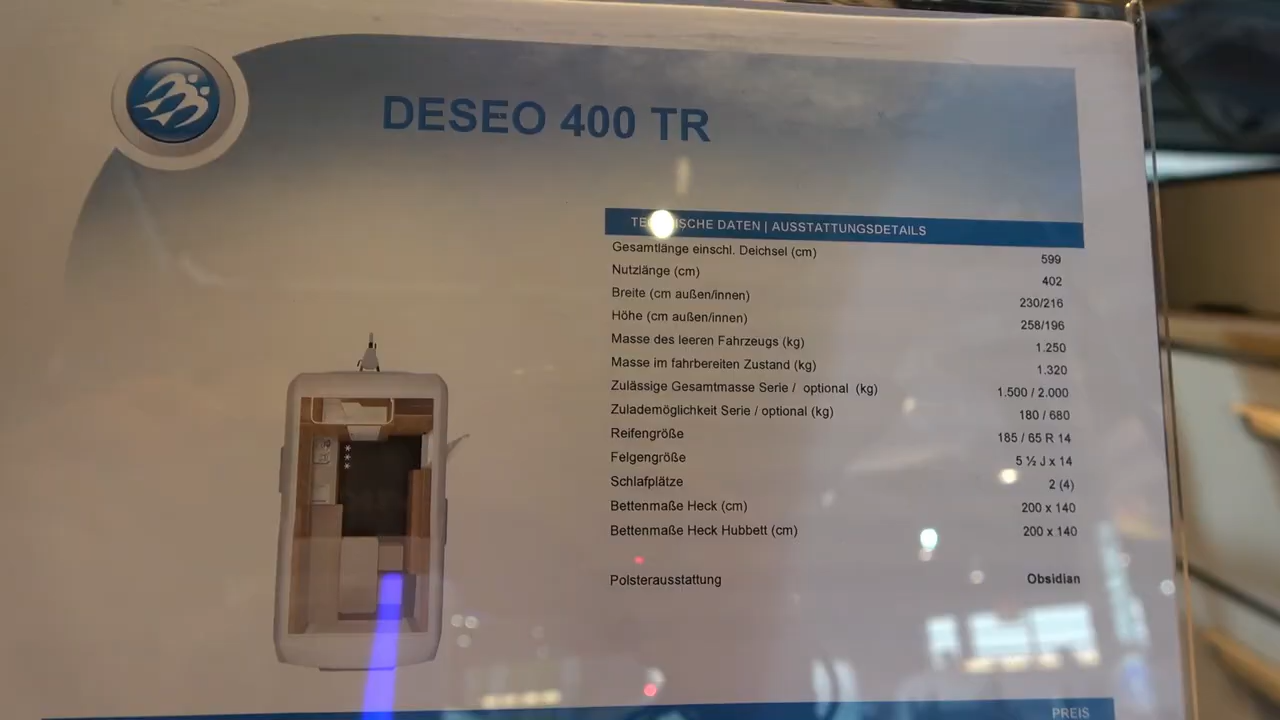 DESEO 400 TR
TECHNISCHE DATEN | AUSSTATTUNGSDETAILS
Gesamtlänge einschl. Deichsel (cm) 599
Nutzlänge (cm) 402
Breite (cm außen/innen) 230/216
Höhe (cm außen/innen) 258/196
Masse des leeren Fahrzeugs (kg) 1.250
Masse im fahrbereiten Zustand (kg) 1.320
Zulässige Gesamtmasse Serie / optional (kg) 1.500 / 2.000
Zulademöglichkeit Serie / optional (kg) 180 / 680
Reifengröße 185 / 65 R 14
Felgengröße 5 ½ J x 14
Schlafplätze 2 (4)
Bettenmaße Heck (cm) 200 x 140
Bettenmaße Heck Hubbett (cm) 200 x 140
Polsterausstattung Obsidian
PREIS